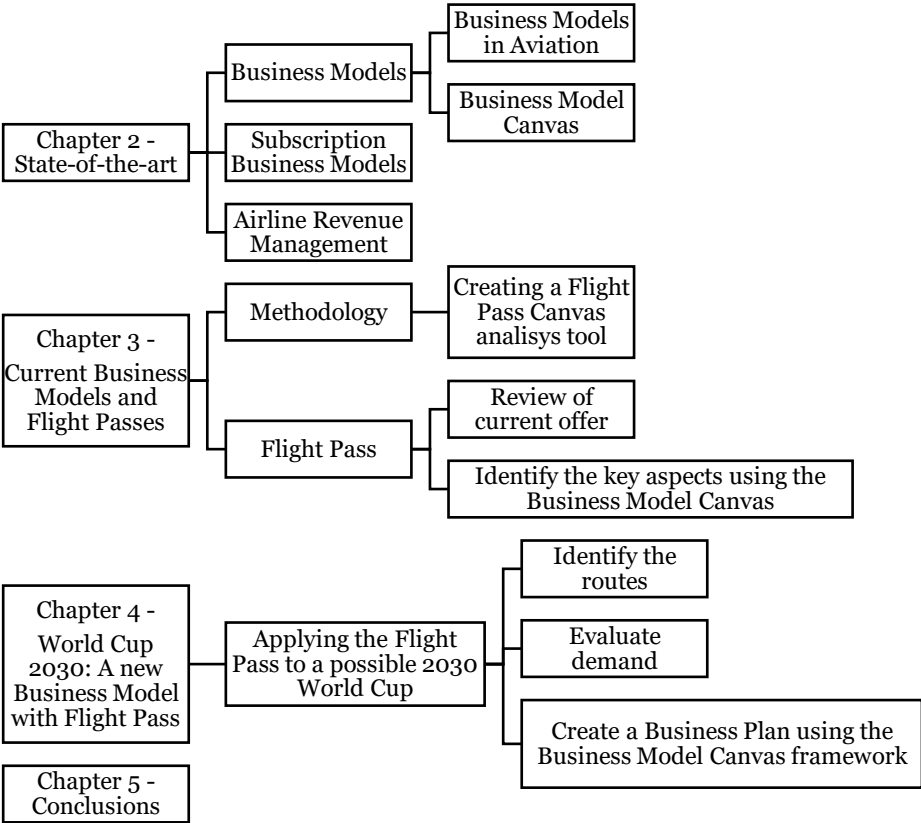 Chapter 2 -
State-of-the-art
Business Models
Business Models
in Aviation
Business Model
Canvas
Subscription
Business Models
Airline Revenue
Management
Chapter 3 -
Current Business
Models and
Flight Passes
Methodology
Creating a Flight
Pass Canvas
analisys tool
Flight Pass
Review of
current offer
Identify the key aspects using the
Business Model Canvas
Chapter 4 -
World Cup
2030: A new
Business Model
with Flight Pass
Applying the Flight
Pass to a possible 2030
World Cup
Identify the
routes
Evaluate
demand
Create a Business Plan using the
Business Model Canvas framework
Chapter 5 -
Conclusions